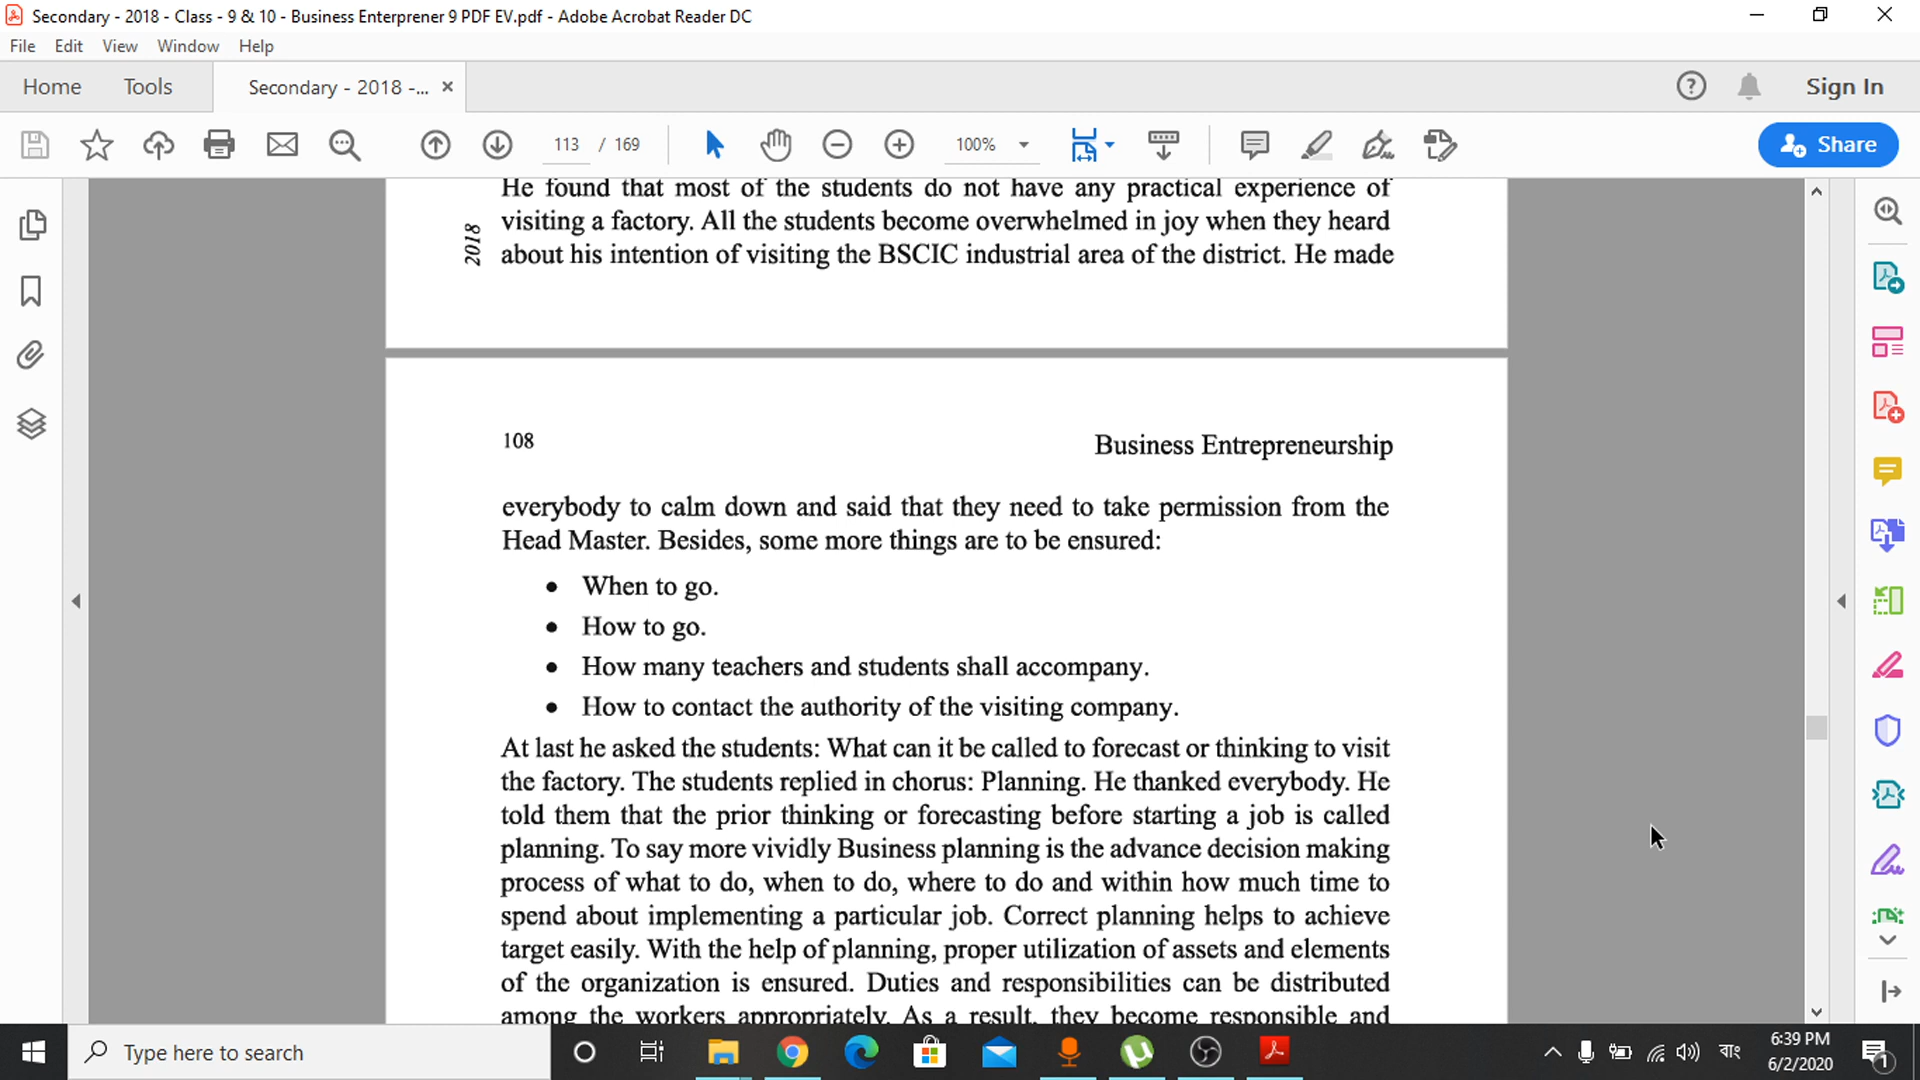 Secondary - 2018 - Class - 9 & 10 - Business Enterprener 9 PDF EV.pdf - Adobe Acrobat Reader DC
File Edit View Window Help
Home Tools Secondary - 2018 -... × Sign In
113 / 169 100% Share
He found that most of the students do not have any practical experience of
visiting a factory. All the students become overwhelmed in joy when they heard
about his intention of visiting the BSCIC industrial area of the district. He made
2018
108 Business Entrepreneurship
everybody to calm down and said that they need to take permission from the
Head Master. Besides, some more things are to be ensured:
• When to go.
• How to go.
• How many teachers and students shall accompany.
• How to contact the authority of the visiting company.
At last he asked the students: What can it be called to forecast or thinking to visit
the factory. The students replied in chorus: Planning. He thanked everybody. He
told them that the prior thinking or forecasting before starting a job is called
planning. To say more vividly Business planning is the advance decision making
process of what to do, when to do, where to do and within how much time to
spend about implementing a particular job. Correct planning helps to achieve
target easily. With the help of planning, proper utilization of assets and elements
of the organization is ensured. Duties and responsibilities can be distributed
among the workers appropriately. As a result, they become responsible and
Type here to search
বাং
6:39 PM
6/2/2020
1